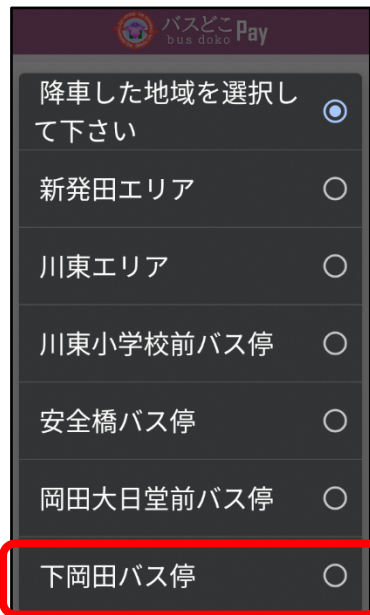 バスどこ Pay
bus doko
降車した地域を選択し
て下さい
新発田エリア
川東エリア
川東小学校前バス停
安全橋バス停
岡田大日堂前バス停
下岡田バス停